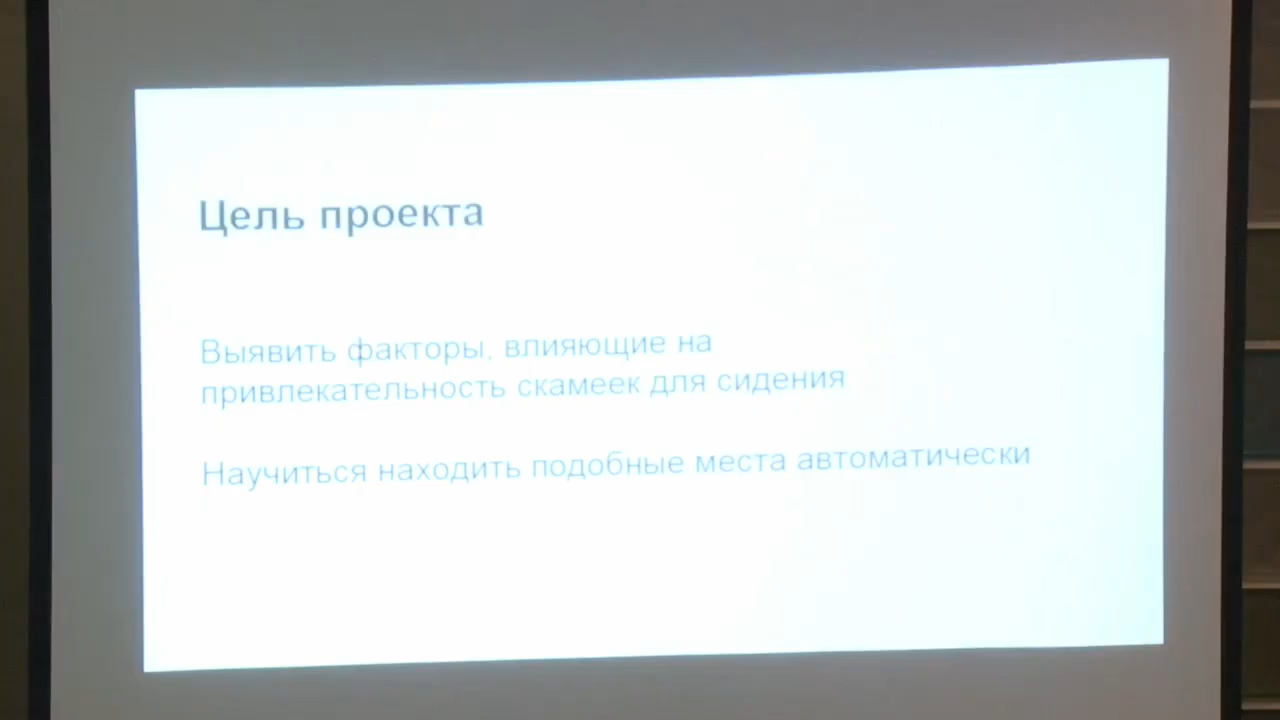 Цель проекта
Выявить факторы, влияющие на
привлекательность скамеек для сидения
Научиться находить подобные места автоматически